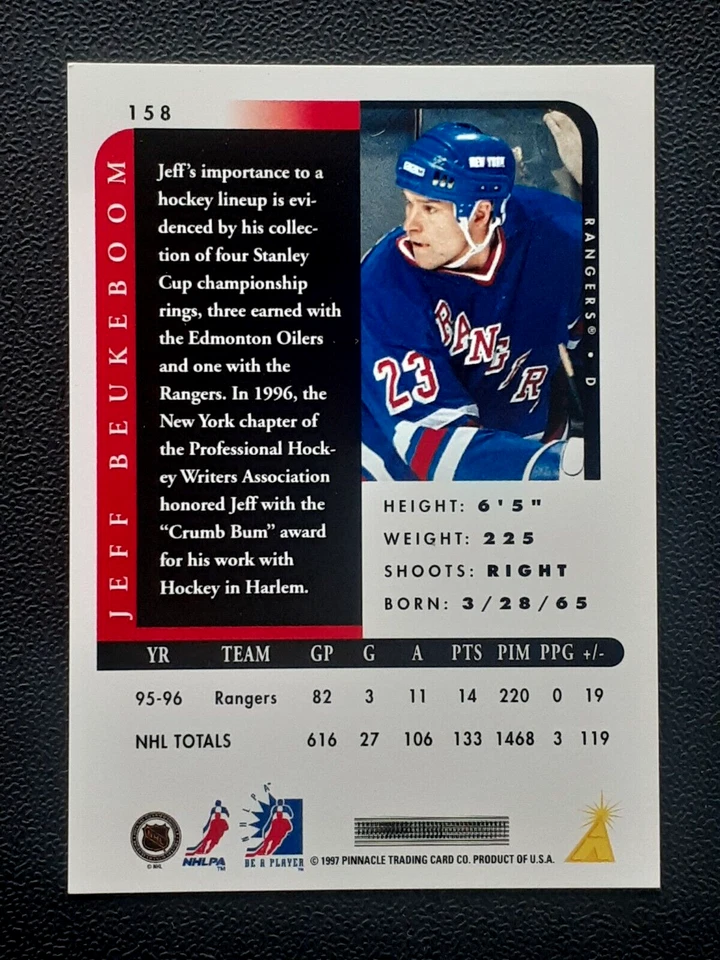 158
JEFF BEUKEBOOM
Jeff's importance to a
hockey lineup is evi-
denced by his collec-
tion of four Stanley
Cup championship
rings, three earned with
the Edmonton Oilers
and one with the
Rangers. In 1996, the
New York chapter of
the Professional Hock-
ey Writers Association
honored Jeff with the
“Crumb Bum” award
for his work with
Hockey in Harlem.
NEW YORK
RANGER
23
RANGERS® • D
HEIGHT: 6'5"
WEIGHT: 225
SHOOTS: RIGHT
BORN: 3/28/65
YR TEAM GP G A PTS PIM PPG +/-
95-96 Rangers 82 3 11 14 220 0 19
NHL TOTALS 616 27 106 133 1468 3 119
NHL
© NHL
NHLPA™
NHLPA
BE A PLAYER™
© 1997 PINNACLE TRADING CARD CO. PRODUCT OF U.S.A.